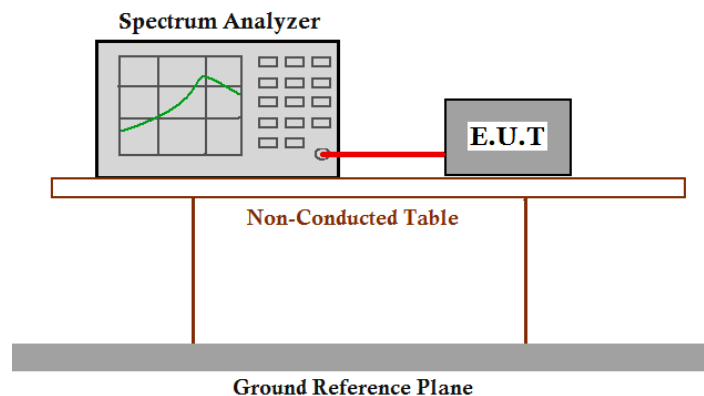 Spectrum Analyzer
E.U.T
Non-Conducted Table
Ground Reference Plane